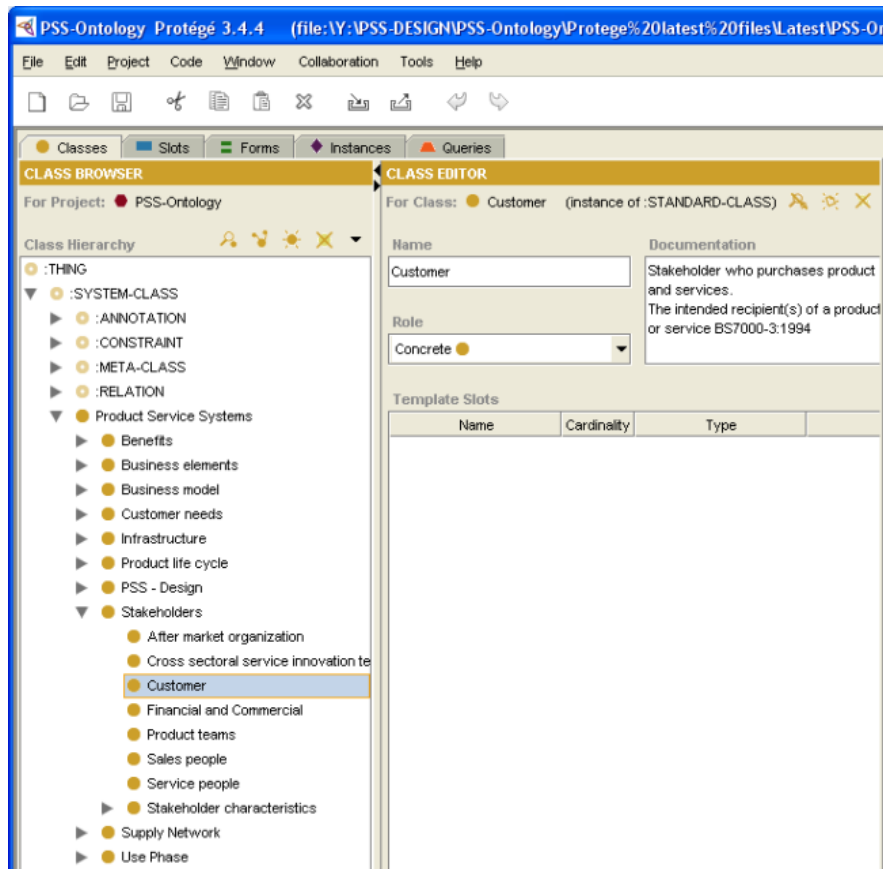 PSS-Ontology Protégé 3.4.4 (file:\Y:\PSS-DESIGN\PSS-Ontology\Protege%20latest%20files\Latest\PSS-On
File Edit Project Code Window Collaboration Tools Help
Classes Slots Forms Instances Queries
CLASS BROWSER
For Project: PSS-Ontology
Class Hierarchy
:THING
:SYSTEM-CLASS
:ANNOTATION
:CONSTRAINT
:META-CLASS
:RELATION
Product Service Systems
Benefits
Business elements
Business model
Customer needs
Infrastructure
Product life cycle
PSS - Design
Stakeholders
After market organization
Cross sectoral service innovation te
Customer
Financial and Commercial
Product teams
Sales people
Service people
Stakeholder characteristics
Supply Network
Use Phase
CLASS EDITOR
For Class: Customer (instance of :STANDARD-CLASS)
Name
Customer
Role
Concrete
Documentation
Stakeholder who purchases product
and services.
The intended recipient(s) of a product
or service BS7000-3:1994
Template Slots
Name Cardinality Type